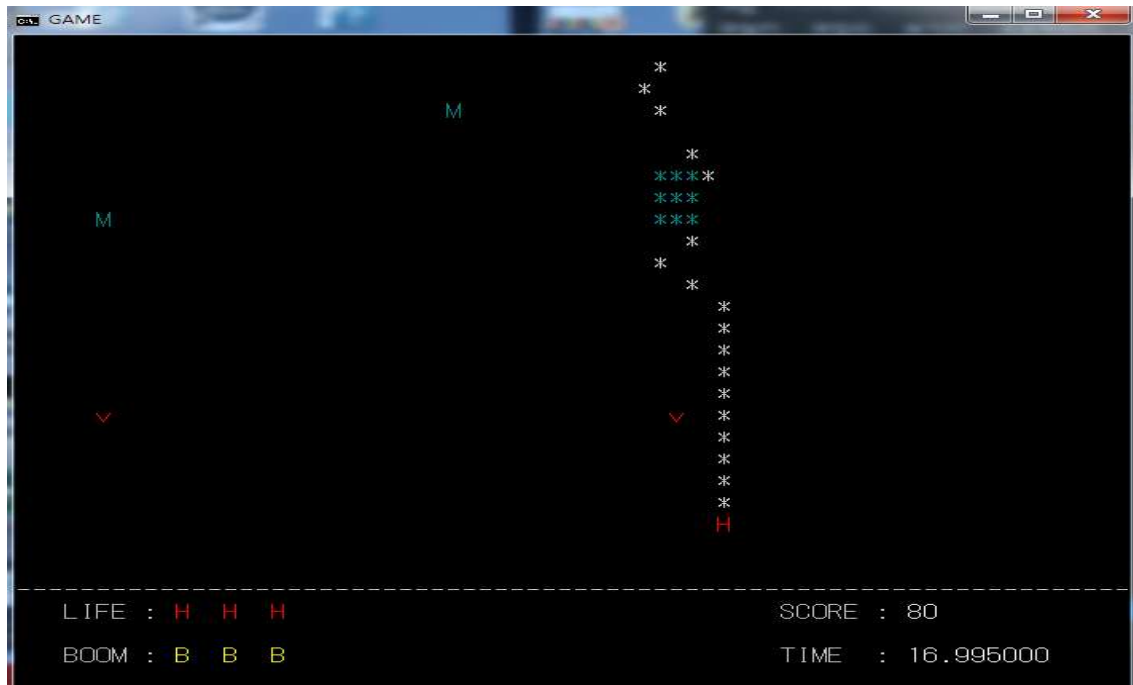 GAME
*
*
M *
*
****
***
M ***
*
*
*
*
*
*
*
*
v v *
*
*
*
*
H
--------------------------------------------------------------------------------
LIFE : H H H SCORE : 80
BOOM : B B B TIME : 16.995000